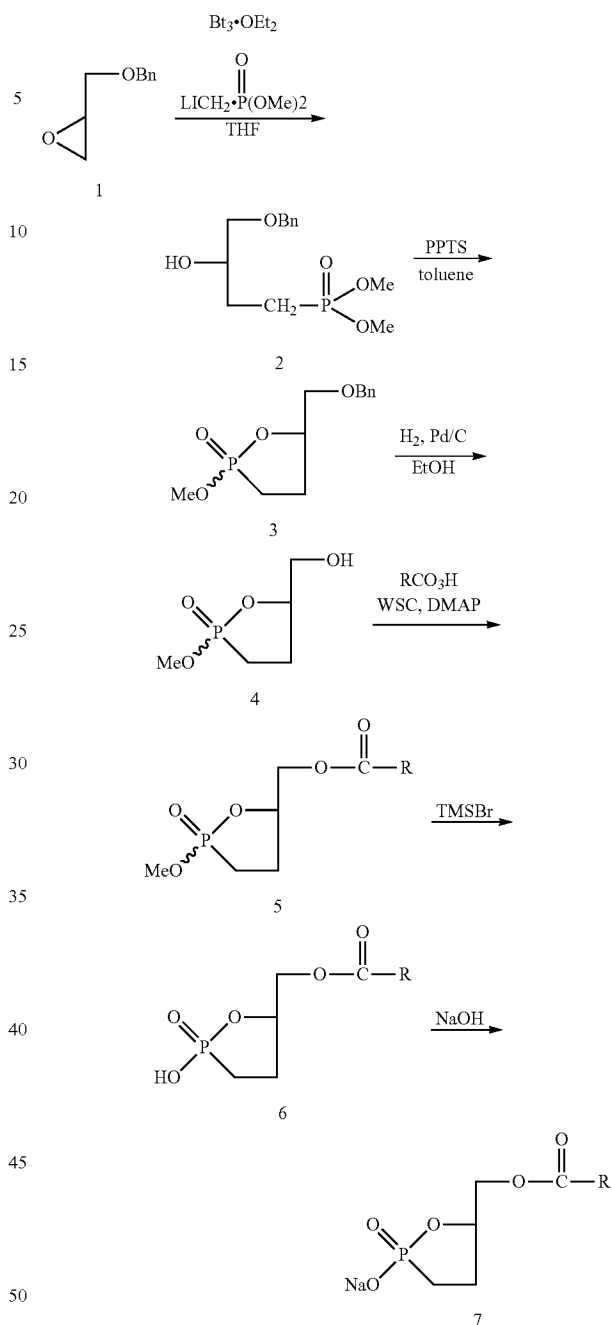 Bt₃•OEt₂
O
LICH₂•P(OMe)2
THF
5
OBn
O
1
10
OBn
HO
O
CH₂
P
OMe
OMe
PPTS
toluene
2
15
OBn
O
O
P
MeO
H₂, Pd/C
EtOH
20
3
OH
O
O
P
MeO
RCO₃H
WSC, DMAP
25
4
30
O
O
C
R
O
O
P
MeO
TMSBr
35
5
O
O
C
R
40
O
O
P
HO
NaOH
6
45
O
O
C
R
O
O
P
NaO
50
7